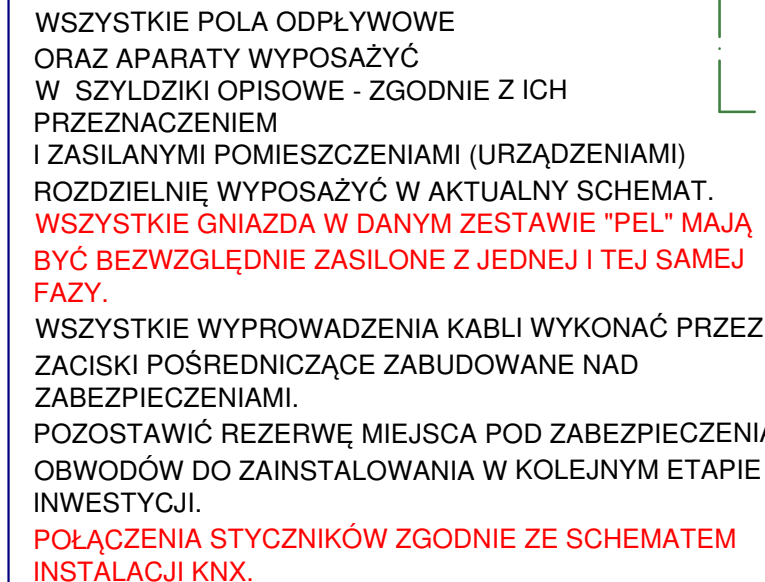 WSZYSTKIE POLA ODPŁYWOWE
ORAZ APARATY WYPOSAŻYĆ
W SZYLDZIKI OPISOWE - ZGODNIE Z ICH
PRZEZNACZENIEM
I ZASILANYMI POMIESZCZENIAMI (URZĄDZENIAMI)
ROZDZIELNIĘ WYPOSAŻYĆ W AKTUALNY SCHEMAT.
WSZYSTKIE GNIAZDA W DANYM ZESTAWIE "PEL" MAJĄ
BYĆ BEZWZGLĘDNIE ZASILONE Z JEDNEJ I TEJ SAMEJ
FAZY.
WSZYSTKIE WYPROWADZENIA KABLI WYKONAĆ PRZEZ
ZACISKI POŚREDNICZĄCE ZABUDOWANE NAD
ZABEZPIECZENIAMI.
POZOSTAWIĆ REZERWĘ MIEJSCA POD ZABEZPIECZENIA
OBWODÓW DO ZAINSTALOWANIA W KOLEJNYM ETAPIE
INWESTYCJI.
POŁĄCZENIA STYCZNIKÓW ZGODNIE ZE SCHEMATEM
INSTALACJI KNX.